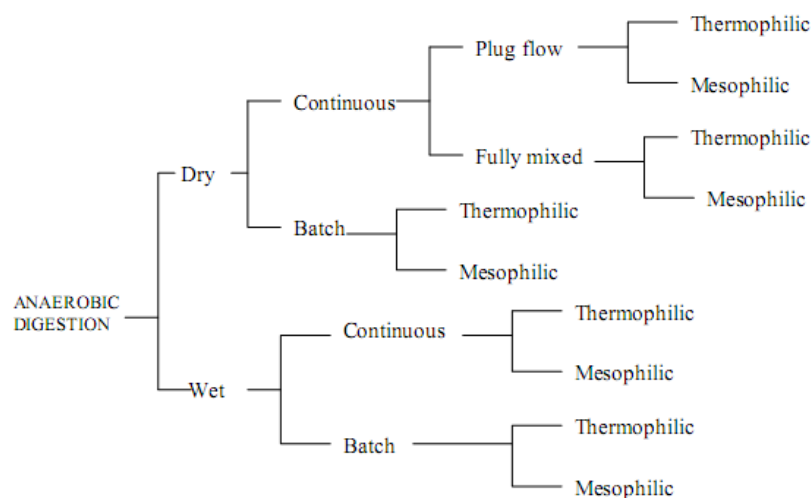 Thermophilic
Plug flow
Mesophilic
Continuous
Thermophilic
Fully mixed
Dry
Mesophilic
Thermophilic
Batch
Mesophilic
ANAEROBIC
DIGESTION
Thermophilic
Continuous
Mesophilic
Wet
Thermophilic
Batch
Mesophilic